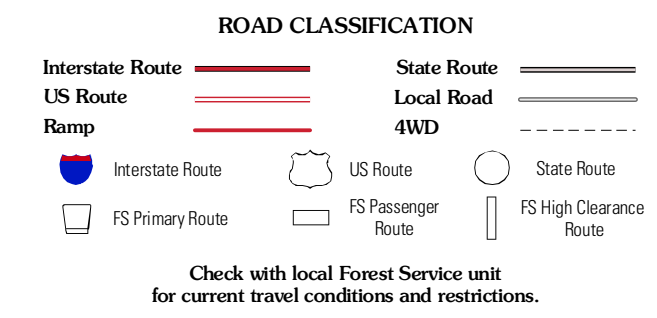 ROAD CLASSIFICATION
Interstate Route
State Route
US Route
Local Road
Ramp
4WD
Interstate Route
US Route
State Route
FS Primary Route
FS Passenger
Route
FS High Clearance
Route
Check with local Forest Service unit
for current travel conditions and restrictions.